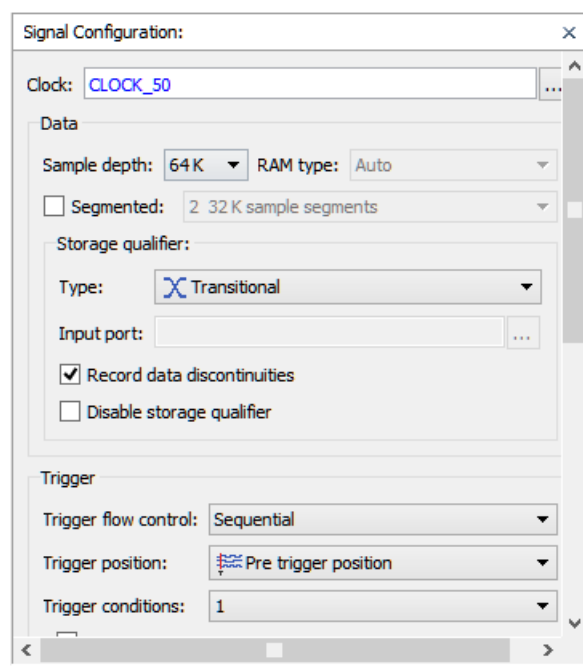 Signal Configuration:
Clock: CLOCK_50 ...
Data
Sample depth: 64 K RAM type: Auto
Segmented: 2 32 K sample segments
Storage qualifier:
Type: Transitional
Input port: ...
Record data discontinuities
Disable storage qualifier
Trigger
Trigger flow control: Sequential
Trigger position: Pre trigger position
Trigger conditions: 1